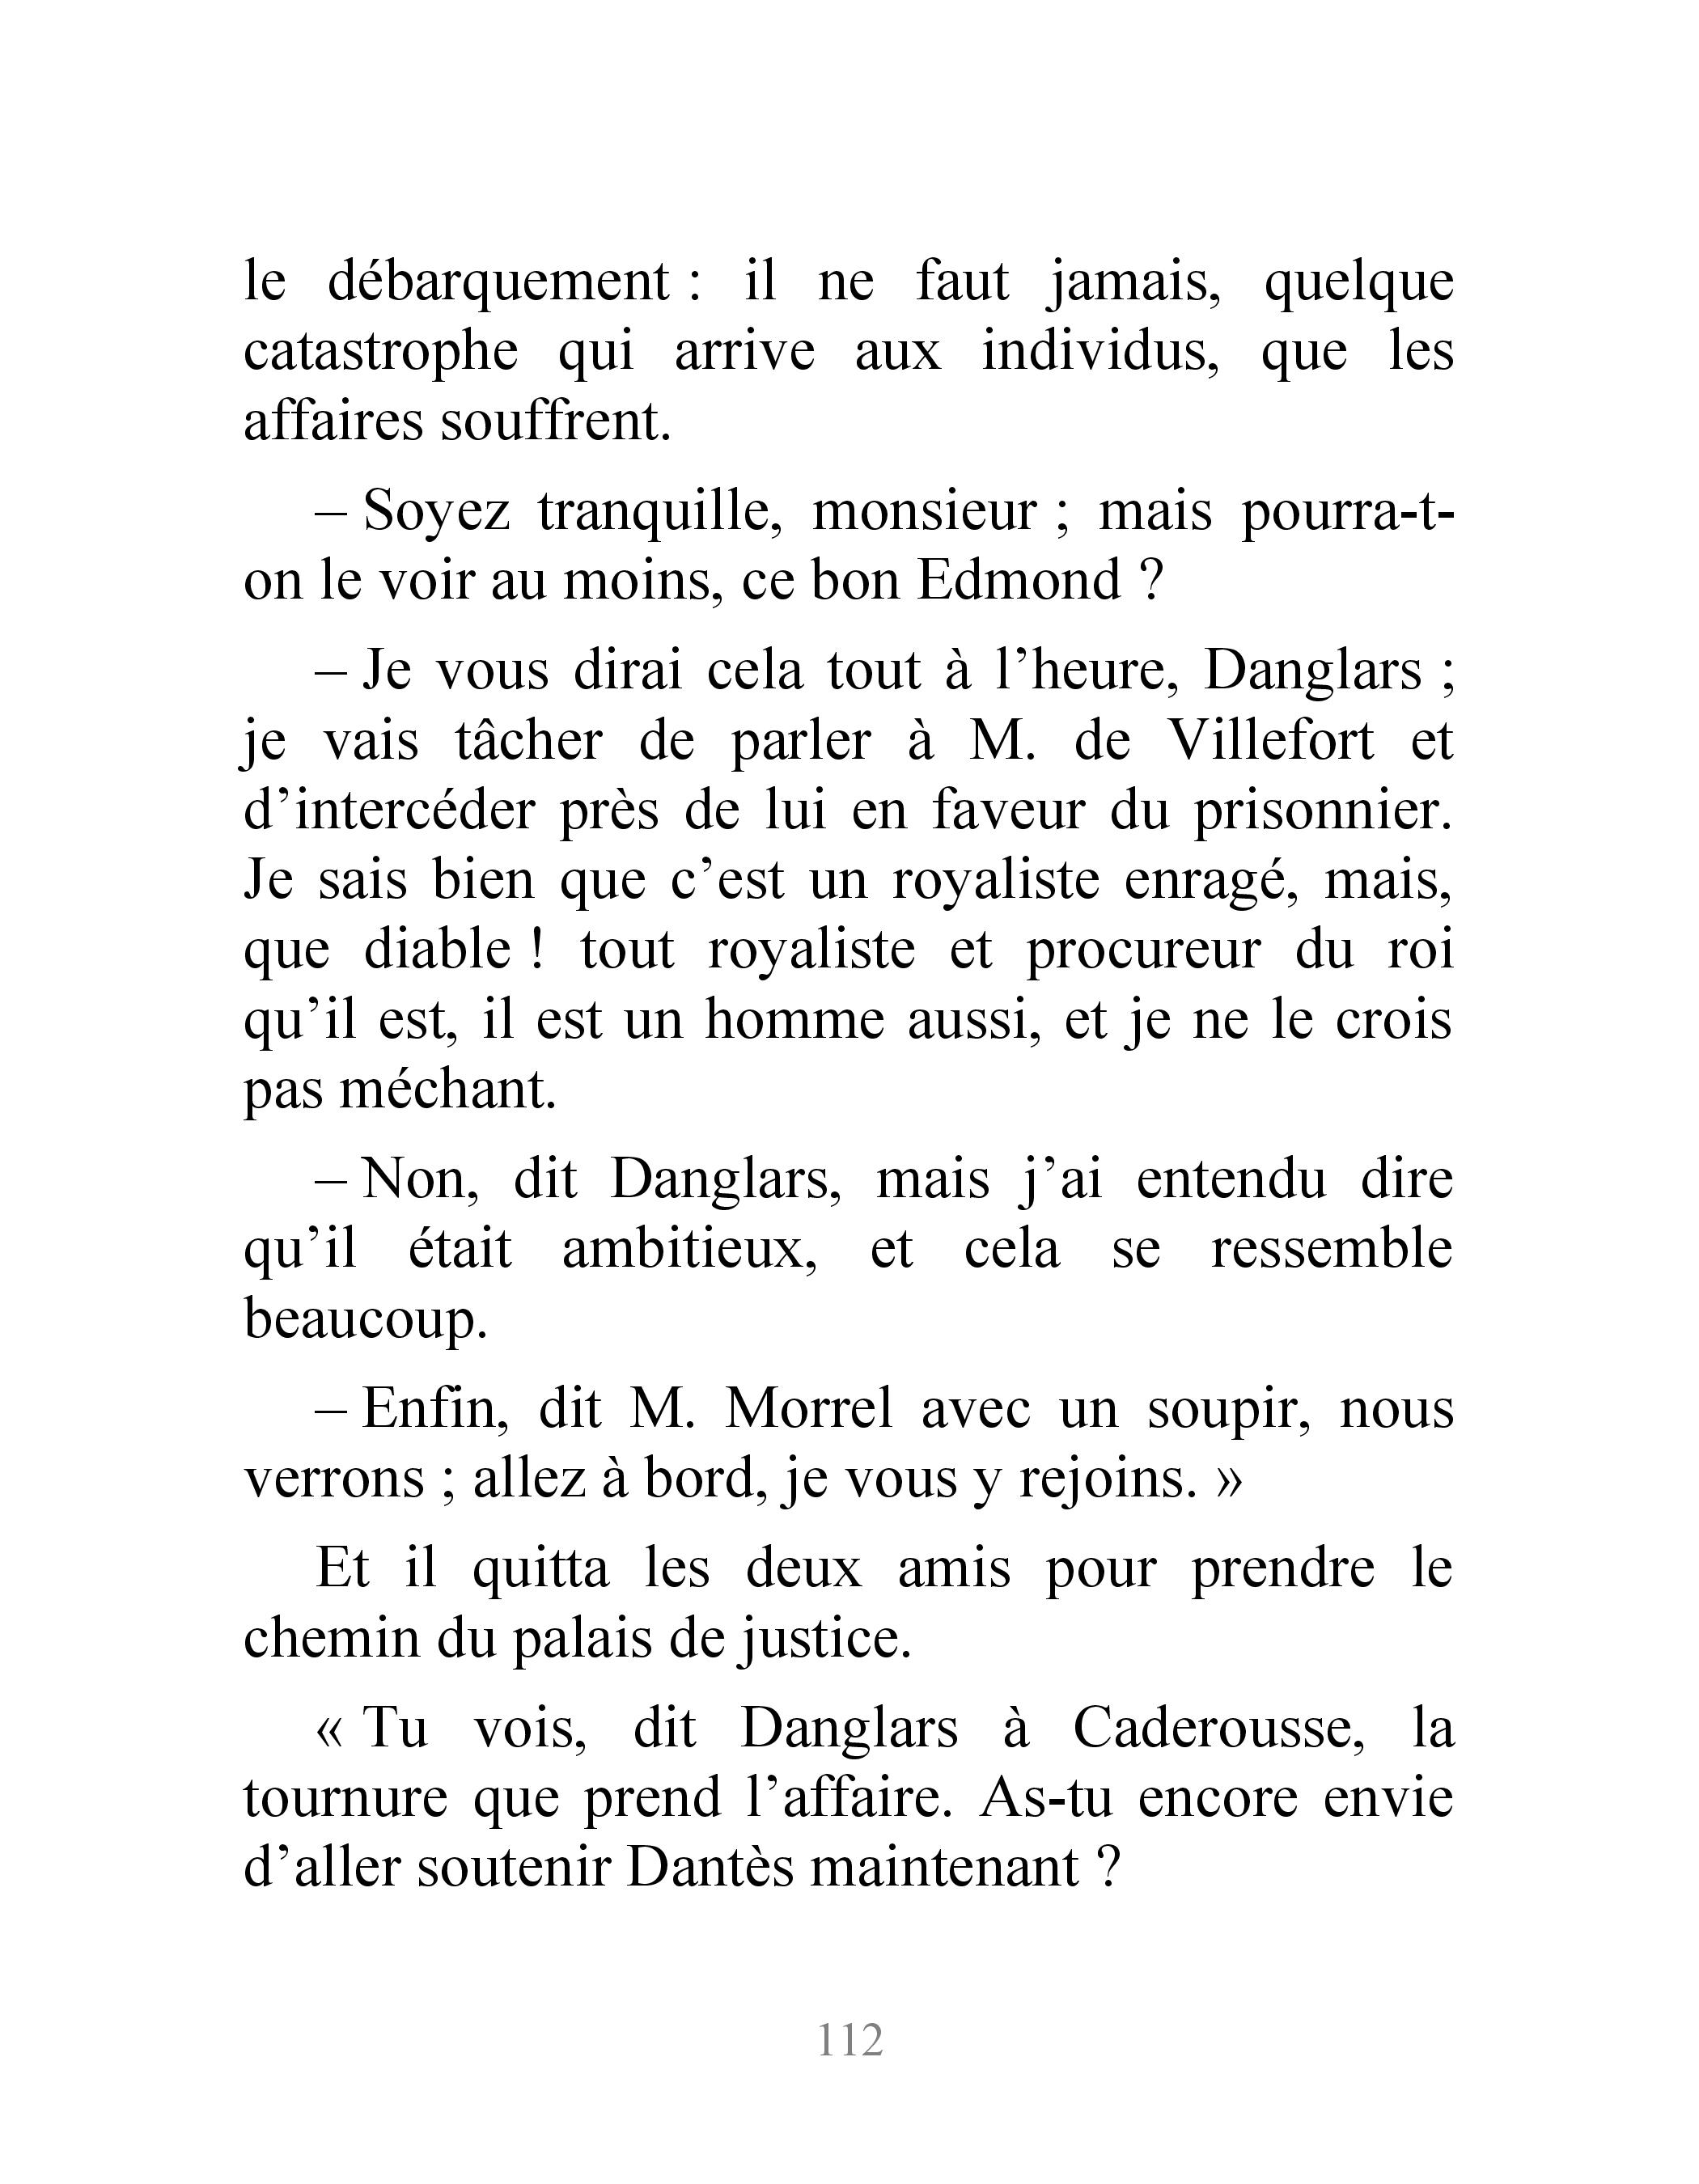 le débarquement : il ne faut jamais, quelque
catastrophe qui arrive aux individus, que les
affaires souffrent.
– Soyez tranquille, monsieur ; mais pourra-t-
on le voir au moins, ce bon Edmond ?
– Je vous dirai cela tout à l’heure, Danglars ;
je vais tâcher de parler à M. de Villefort et
d’intercéder près de lui en faveur du prisonnier.
Je sais bien que c’est un royaliste enragé, mais,
que diable ! tout royaliste et procureur du roi
qu’il est, il est un homme aussi, et je ne le crois
pas méchant.
– Non, dit Danglars, mais j’ai entendu dire
qu’il était ambitieux, et cela se ressemble
beaucoup.
– Enfin, dit M. Morrel avec un soupir, nous
verrons ; allez à bord, je vous y rejoins. »
Et il quitta les deux amis pour prendre le
chemin du palais de justice.
« Tu vois, dit Danglars à Caderousse, la
tournure que prend l’affaire. As-tu encore envie
d’aller soutenir Dantès maintenant ?
112